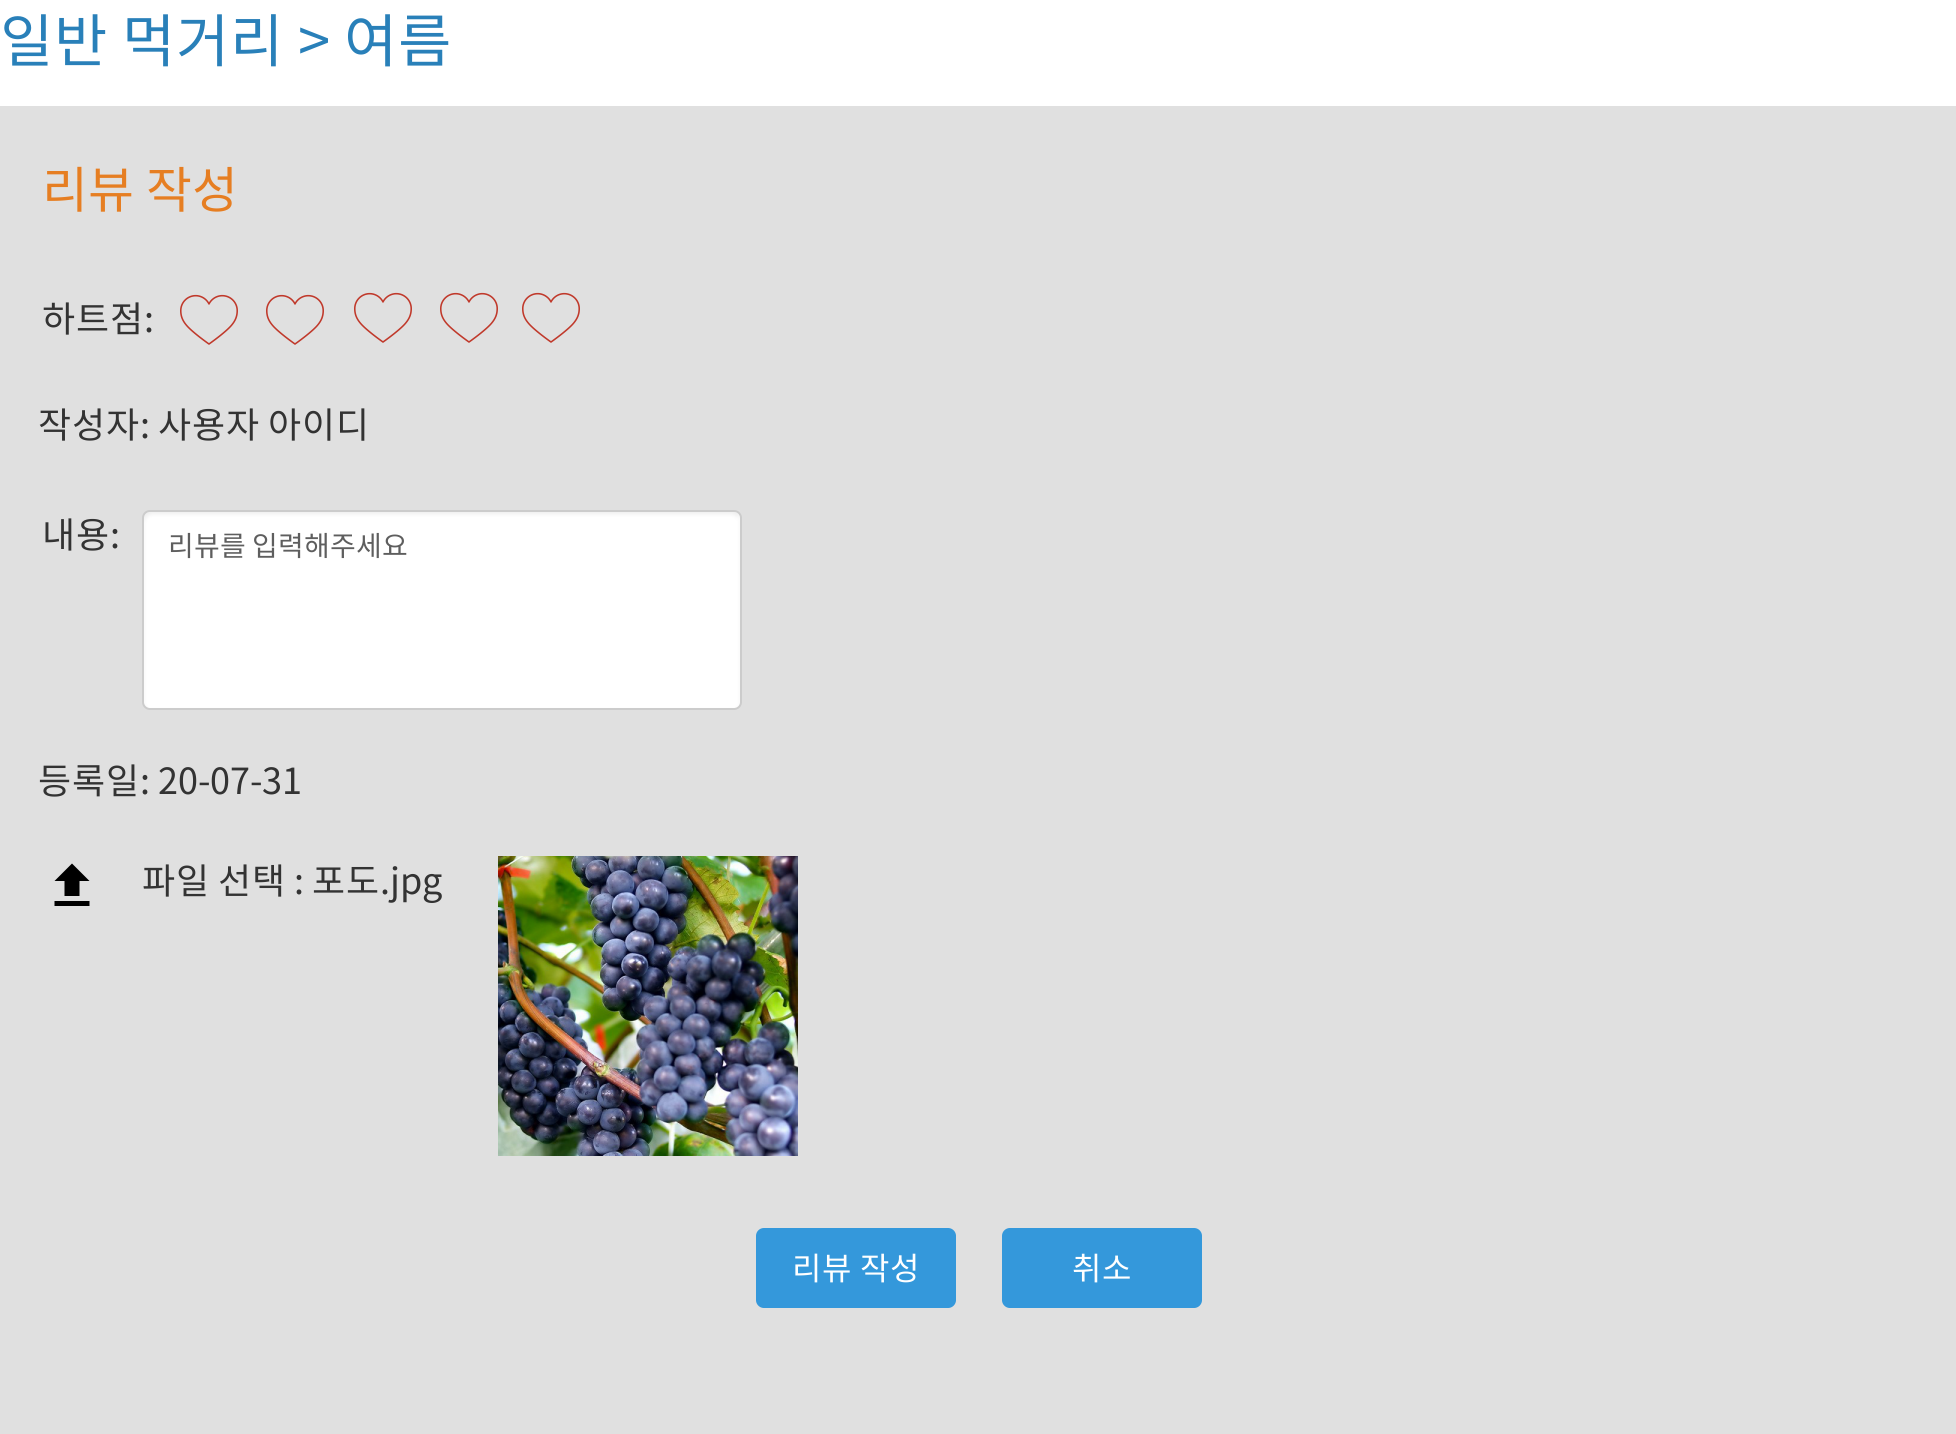 일반 먹거리 > 여름
리뷰 작성
하트점:
작성자: 사용자 아이디
내용:
리뷰를 입력해주세요
등록일: 20-07-31
파일 선택 : 포도.jpg
리뷰 작성
취소